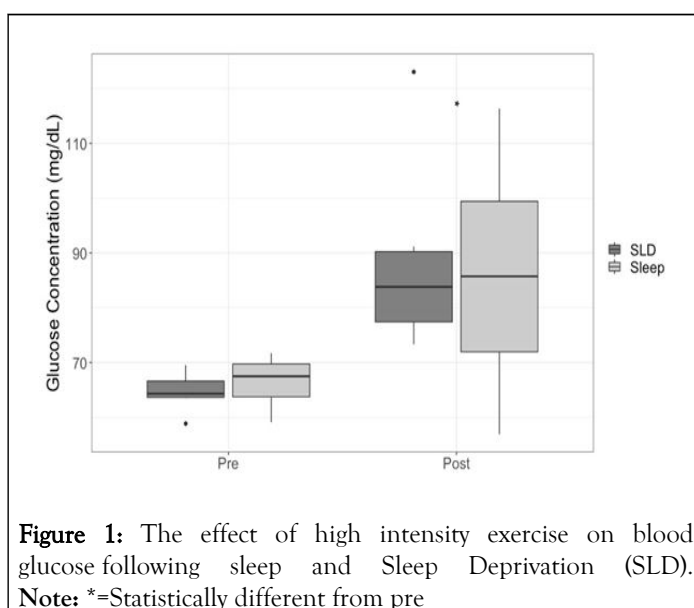 Glucose Concentration (mg/dL)
110
90
70
Pre
Post
SLD
Sleep
Figure 1: The effect of high intensity exercise on blood
glucose following sleep and Sleep Deprivation (SLD).
Note: *=Statistically different from pre